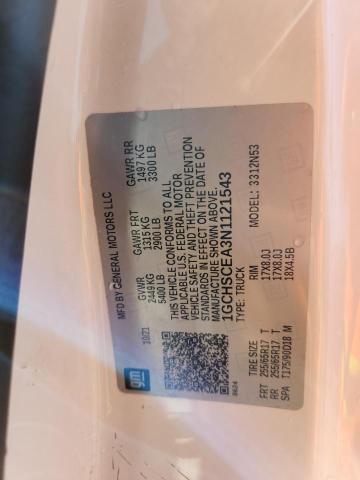 gm
MFD BY GENERAL MOTORS LLC
10/21
GVWR GAWR FRT GAWR RR
2449 KG 1315 KG 1497 KG
5400 LB 2900 LB 3300 LB
THIS VEHICLE CONFORMS TO ALL
APPLICABLE U.S. FEDERAL MOTOR
VEHICLE SAFETY AND THEFT PREVENTION
STANDARDS IN EFFECT ON THE DATE OF
MANUFACTURE SHOWN ABOVE.
1GCHSCEA3N1121543
TYPE: TRUCK
MODEL: 3312N53
TIRE SIZE RIM
FRT 255/65R17 T 17X8.0J
RR 255/65R17 T 17X8.0J
SPA T175/90D18 M 18X4.5B